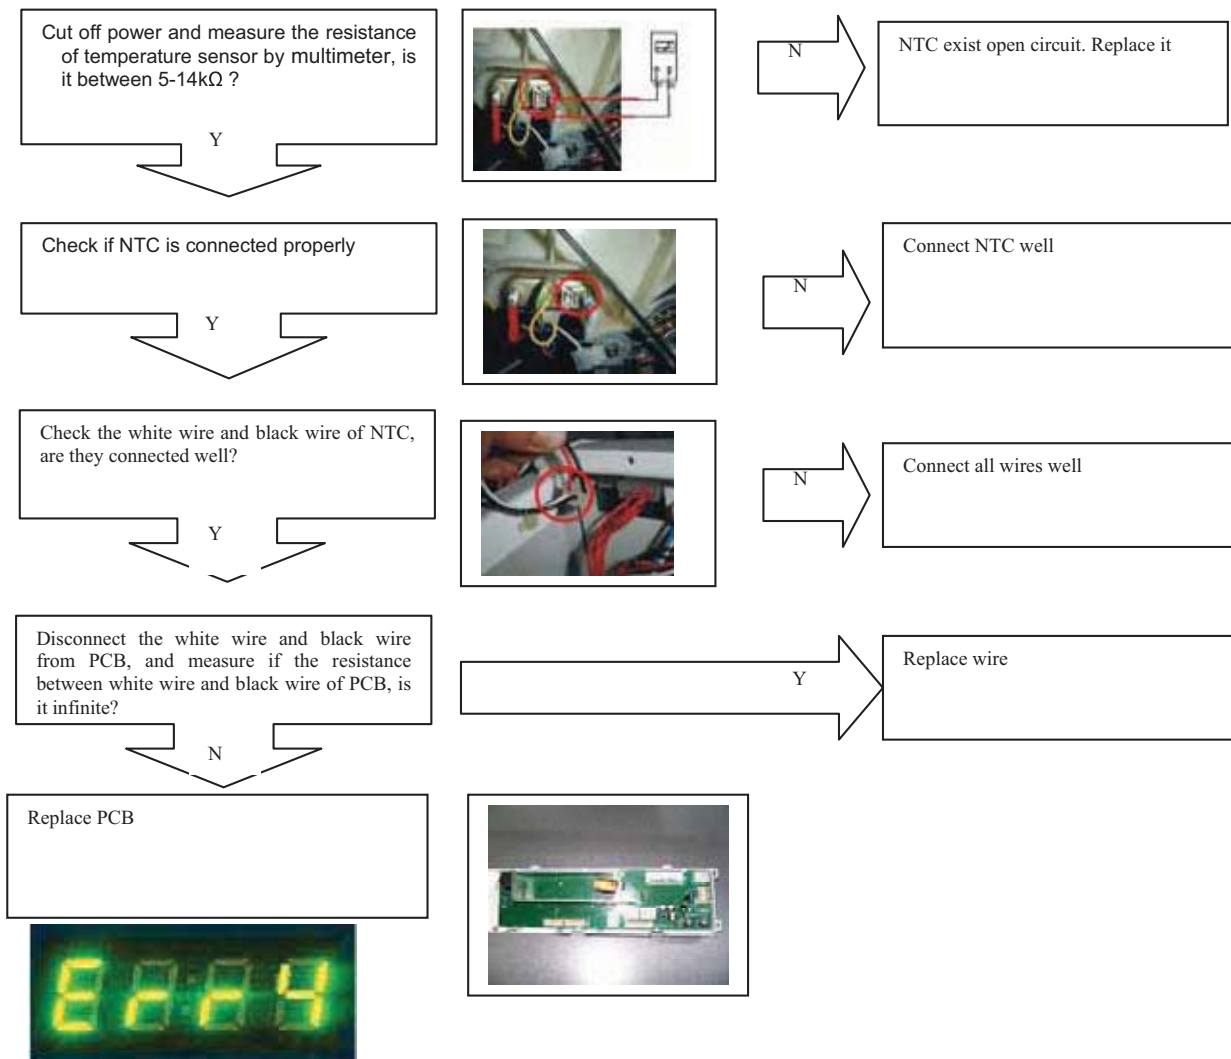 Cut off power and measure the resistance
of temperature sensor by multimeter, is
it between 5-14kΩ ?
N
NTC exist open circuit. Replace it
Y
Check if NTC is connected properly
N
Connect NTC well
Y
Check the white wire and black wire of NTC,
are they connected well?
N
Connect all wires well
Y
Disconnect the white wire and black wire
from PCB, and measure if the resistance
between white wire and black wire of PCB, is
it infinite?
Y
Replace wire
N
Replace PCB
Err4